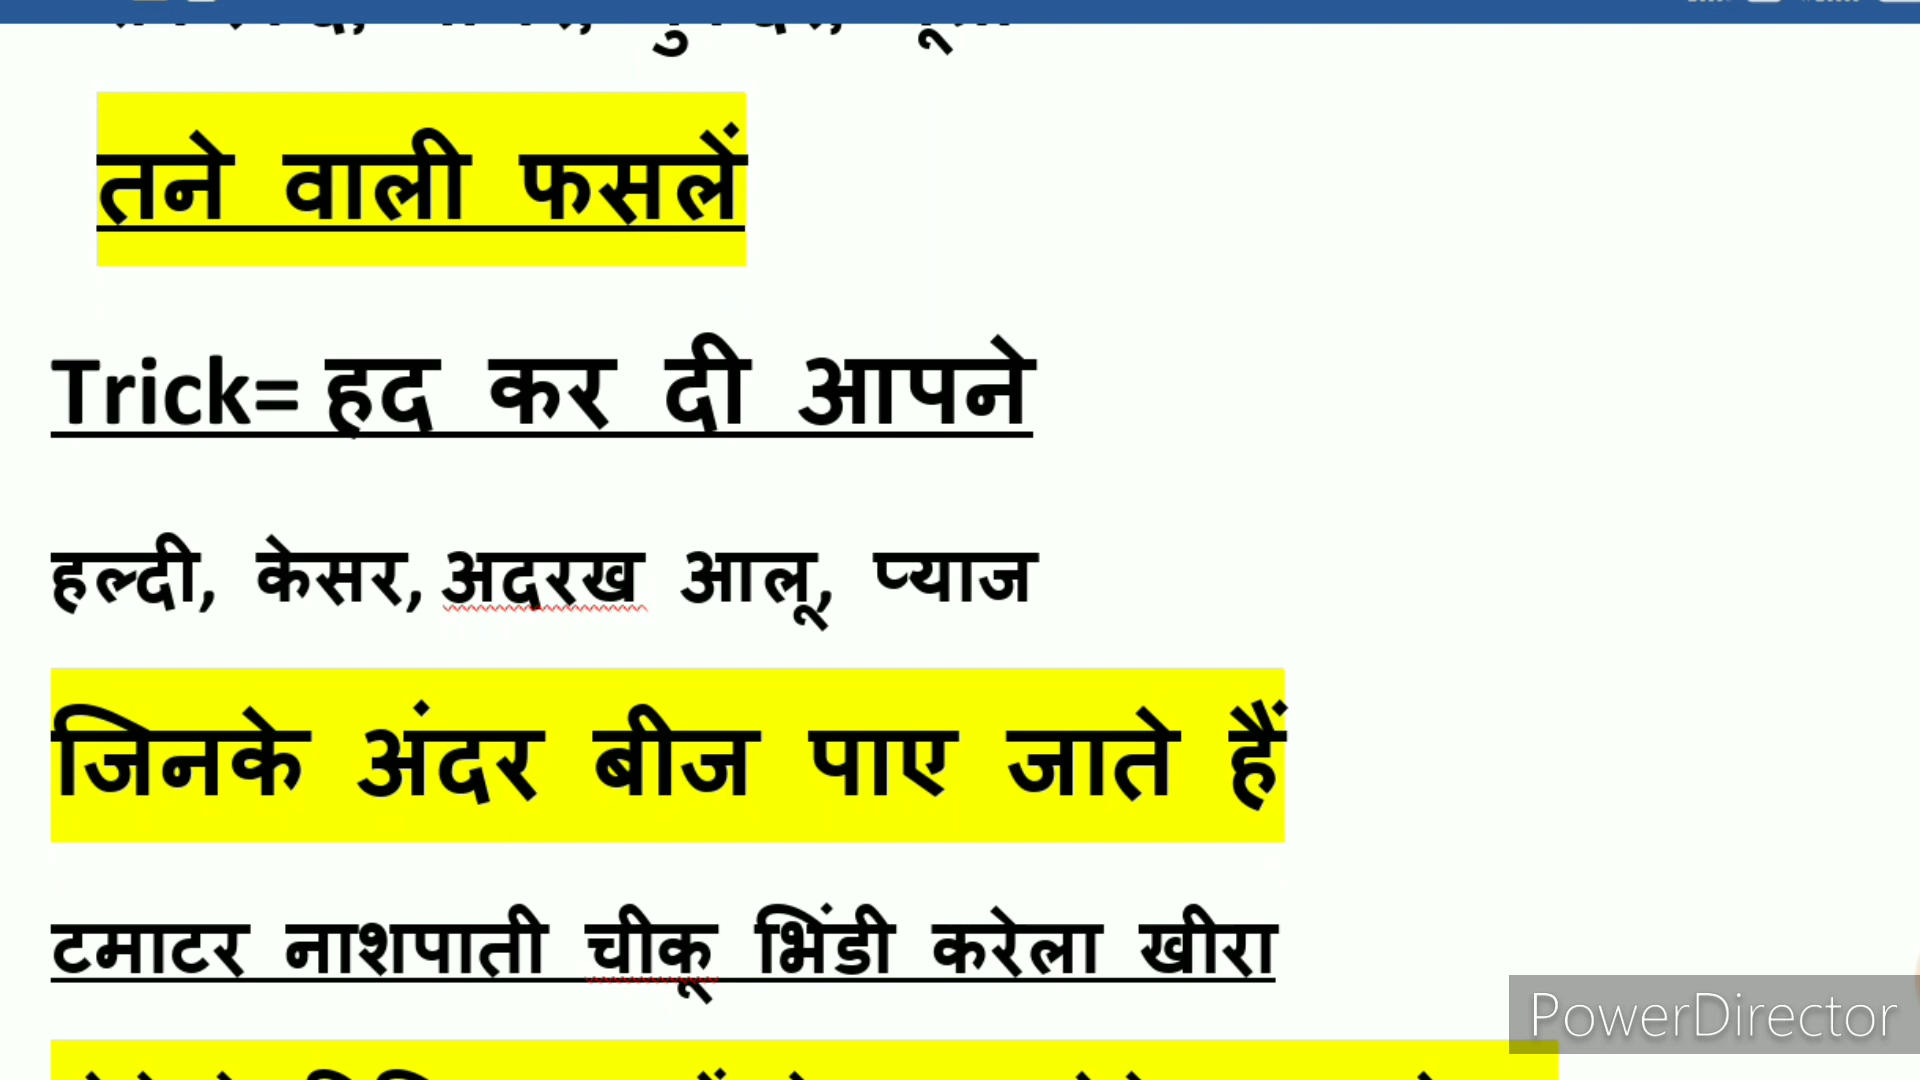 तने वाली फसलें
Trick= हद कर दी आपने
हल्दी, केसर, अदरख आलू, प्याज
जिनके अंदर बीज पाए जाते हैं
टमाटर नाशपाती चीकू भिंडी करेला खीरा
PowerDirector